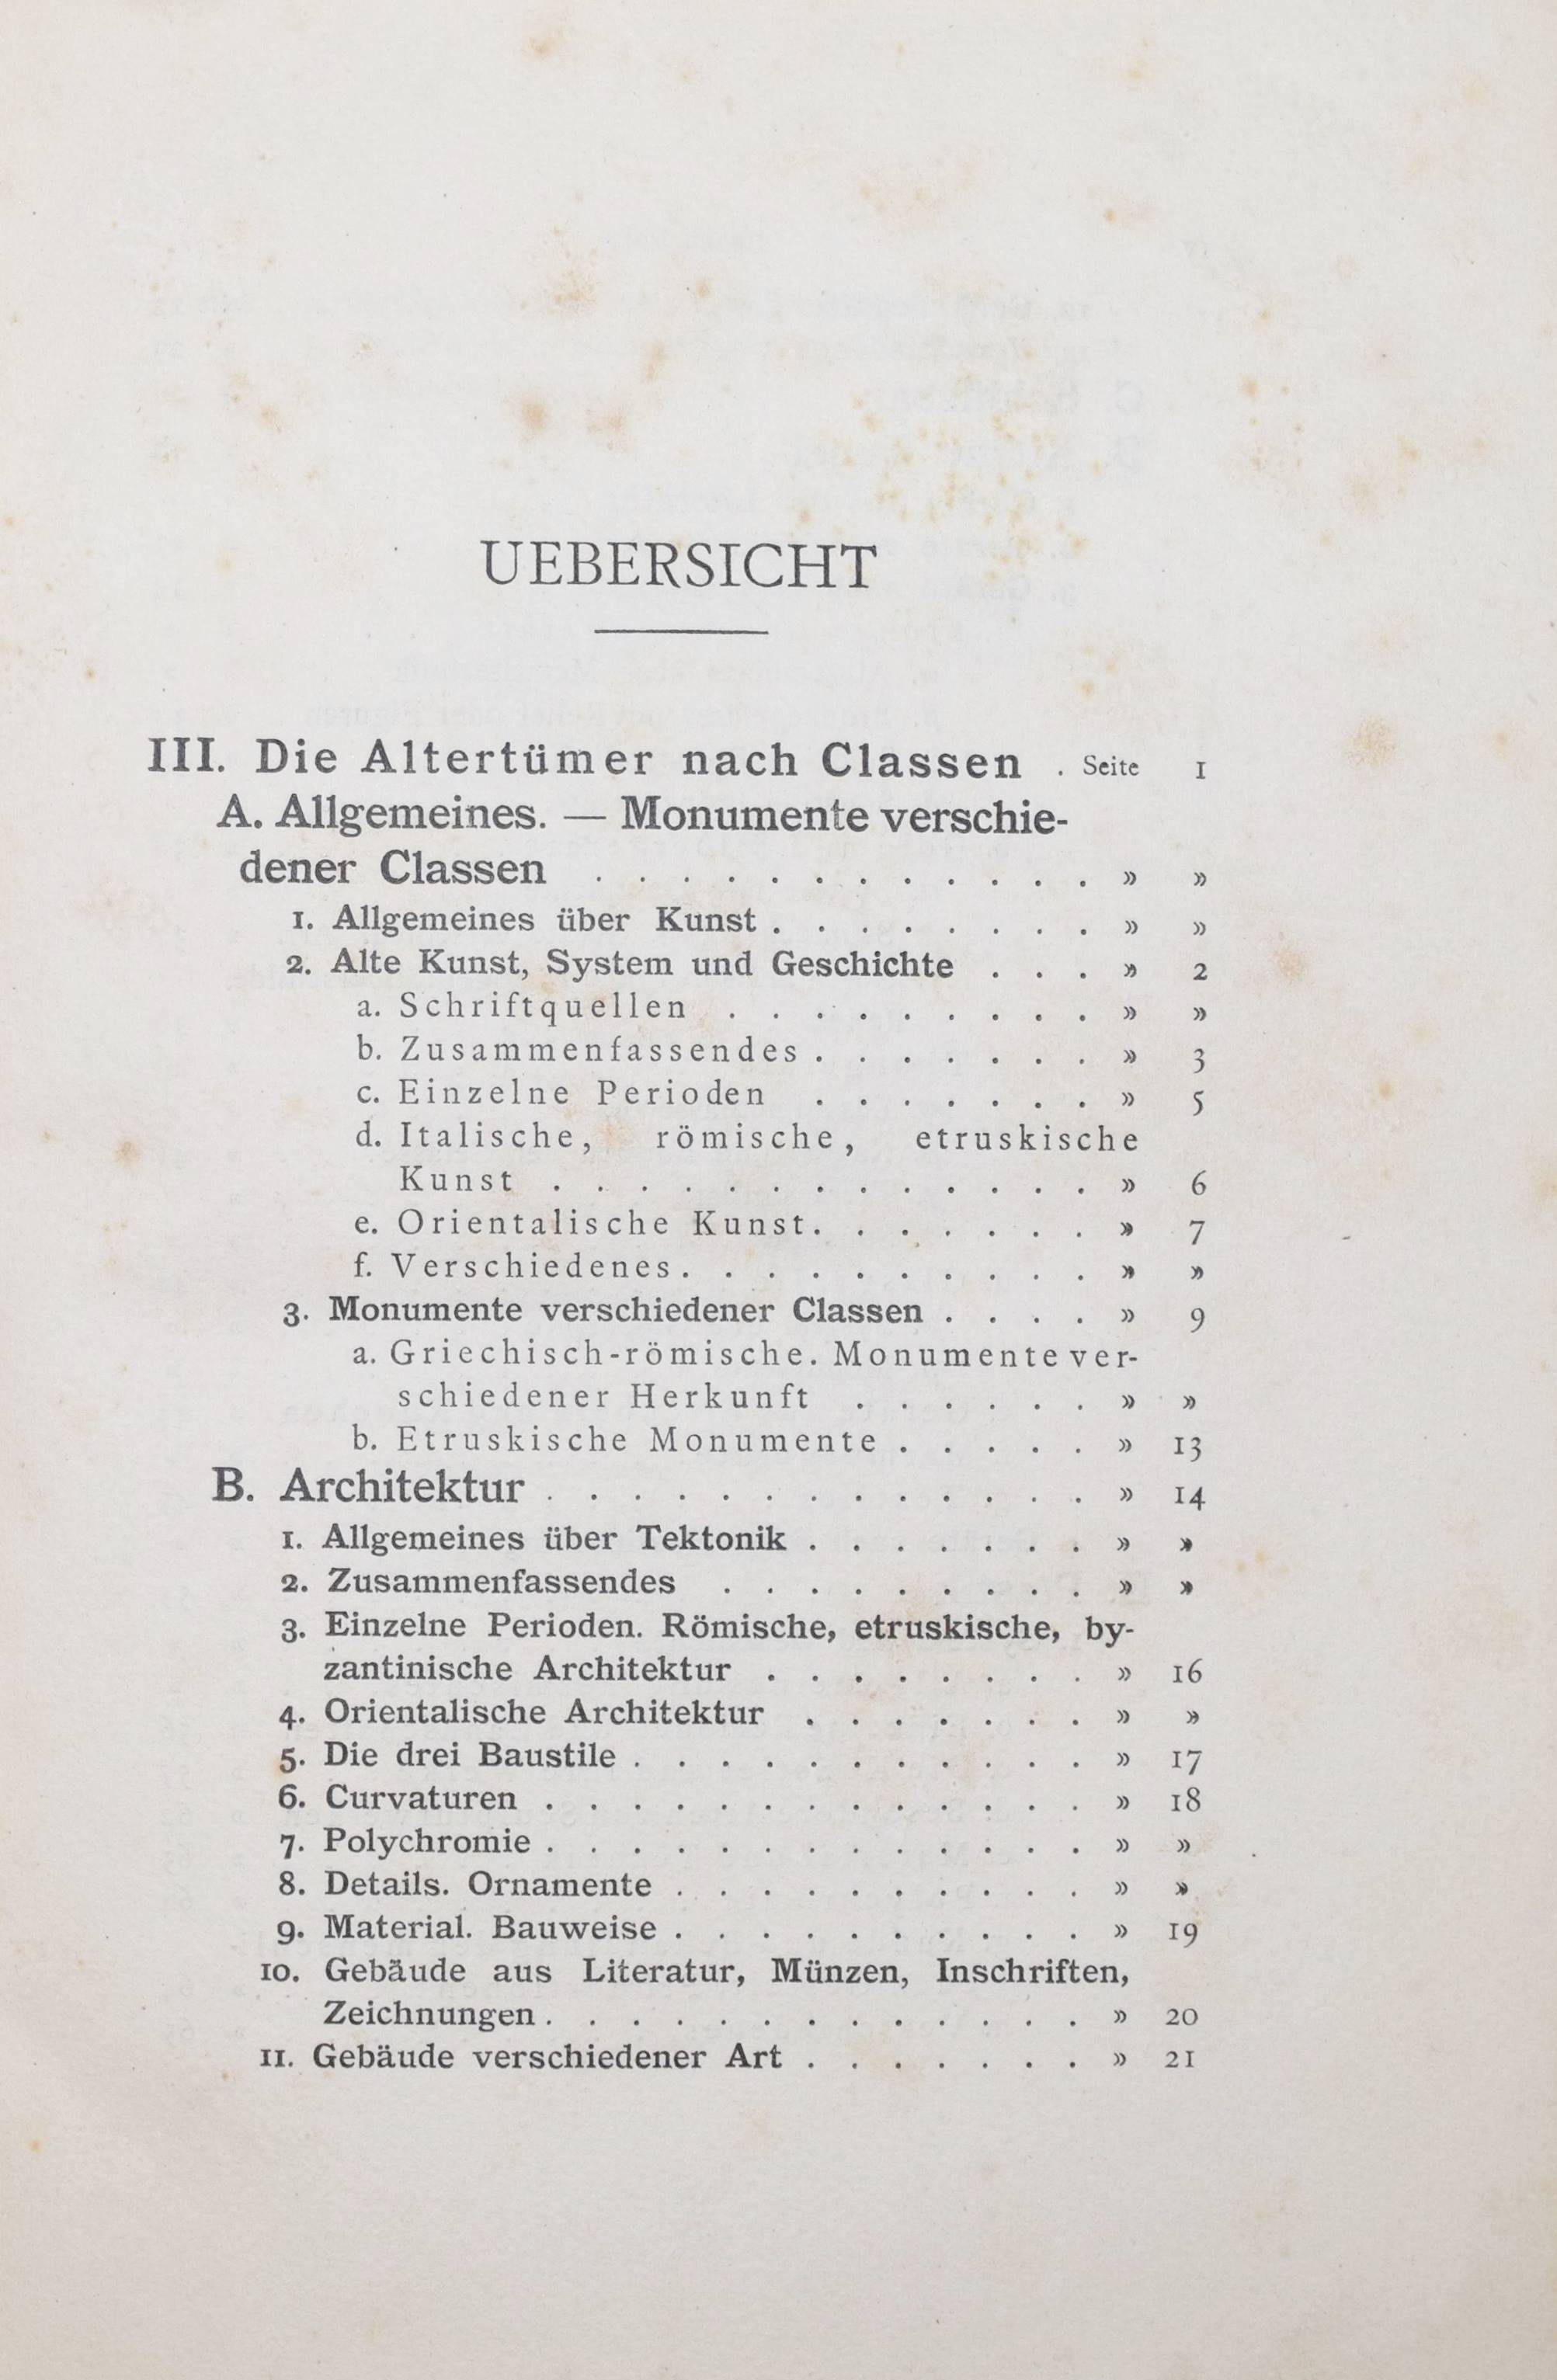 UEBERSICHT
III. Die Altertümer nach Classen . Seite 1
A. Allgemeines. — Monumente verschie-
dener Classen . . . . . . . . . . . . » »
1. Allgemeines über Kunst . . . . . . . . » »
2. Alte Kunst, System und Geschichte . . . » 2
a. Schriftquellen . . . . . . . . . » »
b. Zusammenfassendes . . . . . . . » 3
c. Einzelne Perioden . . . . . . . » 5
d. Italische, römische, etruskische
Kunst . . . . . . . . . . . . . » 6
e. Orientalische Kunst . . . . . . . » 7
f. Verschiedenes . . . . . . . . . . » »
3. Monumente verschiedener Classen . . . . » 9
a. Griechisch-römische. Monumente ver-
schiedener Herkunft . . . . . . » »
b. Etruskische Monumente . . . . . » 13
B. Architektur . . . . . . . . . . . . . » 14
1. Allgemeines über Tektonik . . . . . . . » »
2. Zusammenfassendes . . . . . . . . . » »
3. Einzelne Perioden. Römische, etruskische, by-
zantinische Architektur . . . . . . . . » 16
4. Orientalische Architektur . . . . . . . » »
5. Die drei Baustile . . . . . . . . . . . » 17
6. Curvaturen . . . . . . . . . . . . . » 18
7. Polychromie . . . . . . . . . . . . . » »
8. Details. Ornamente . . . . . . . . . . » »
9. Material. Bauweise . . . . . . . . . . » 19
10. Gebäude aus Literatur, Münzen, Inschriften,
Zeichnungen . . . . . . . . . . . . . » 20
11. Gebäude verschiedener Art . . . . . . . » 21